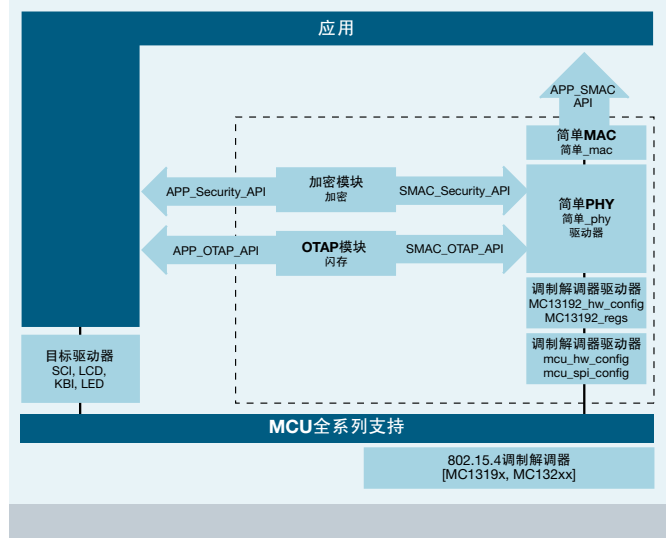 应用
APP_SMAC
API
简单MAC
简单_mac
加密模块
加密
APP_Security_API
SMAC_Security_API
简单PHY
简单_phy
驱动器
OTAP模块
闪存
APP_OTAP_API
SMAC_OTAP_API
调制解调器驱动器
MC13192_hw_config
MC13192_regs
目标驱动器
SCI, LCD,
KBI, LED
调制解调器驱动器
mcu_hw_config
mcu_spi_config
MCU全系列支持
802.15.4调制解调器
[MC1319x, MC132xx]